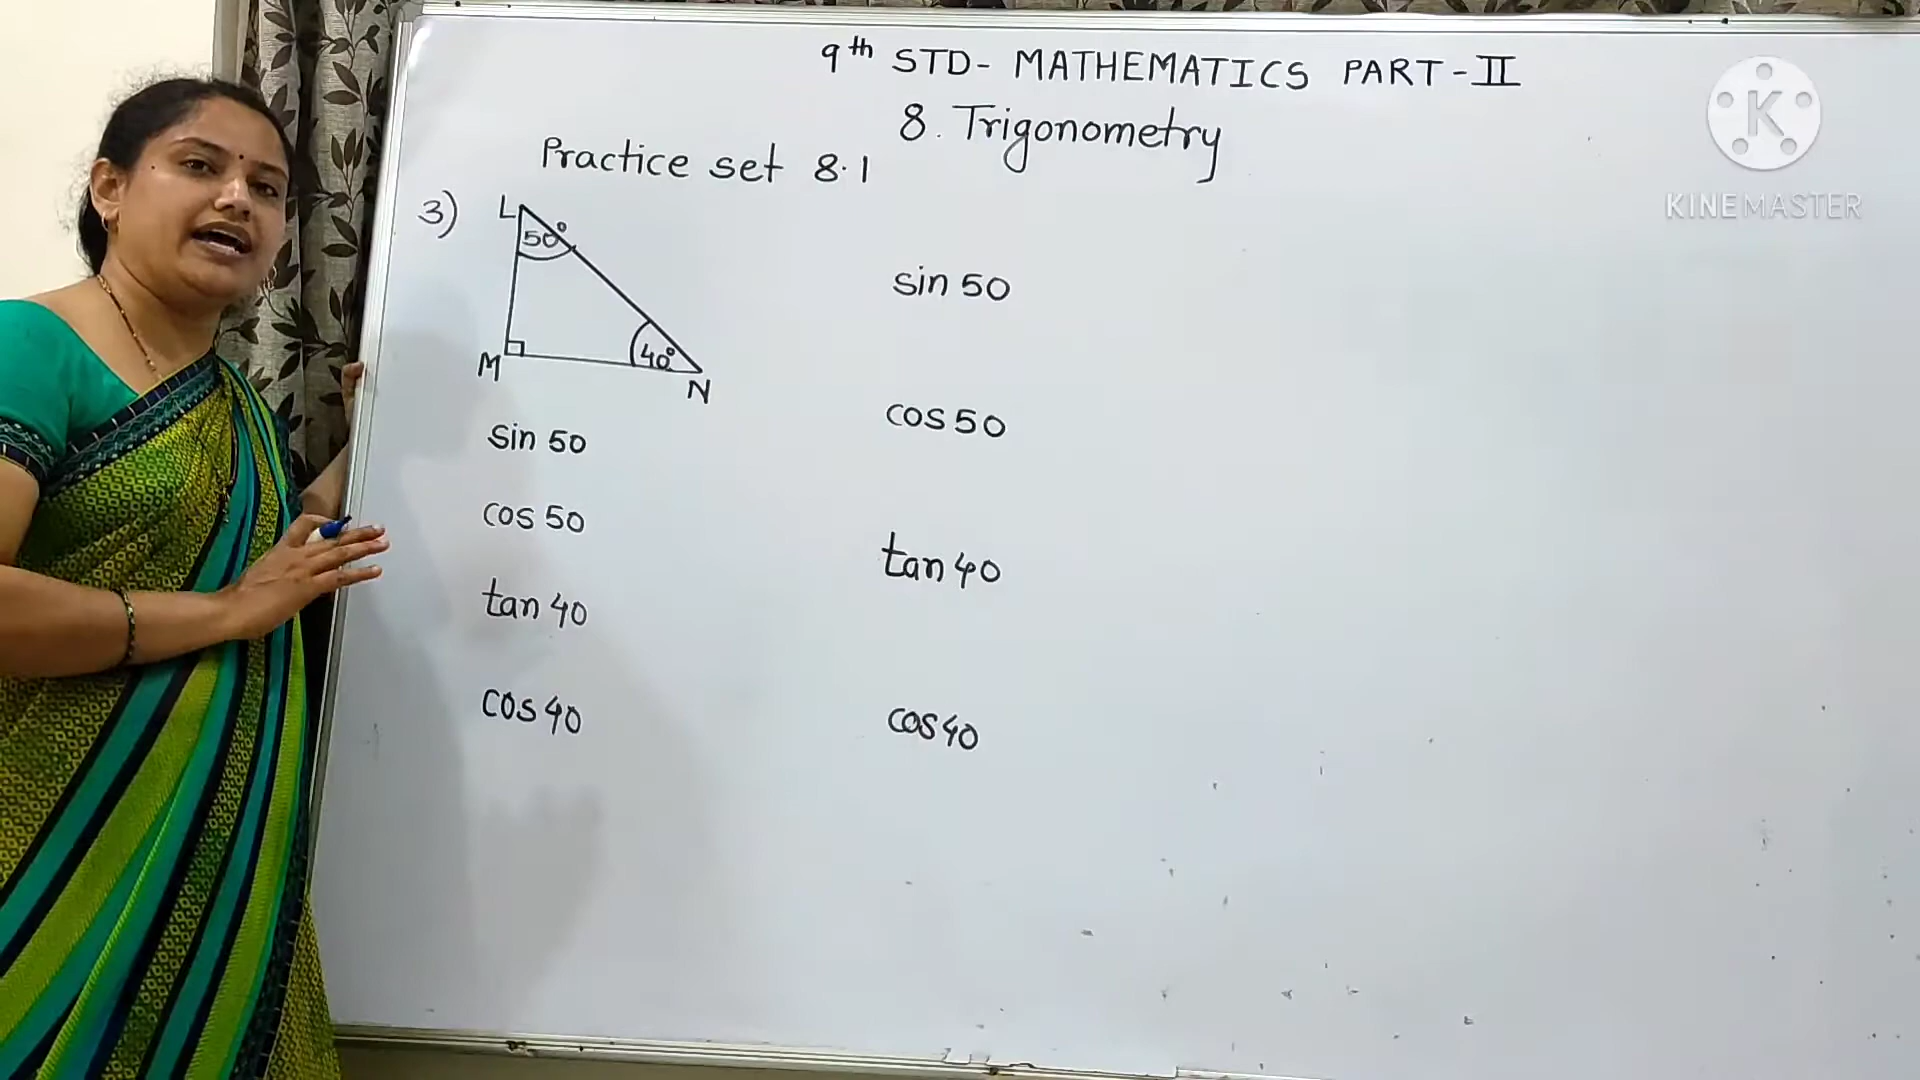 9th STD- MATHEMATICS PART-II
8. Trigonometry
Practice set 8.1
K
KINEMASTER
3)
L
50°
M
40°
N
sin 50
cos 50
tan 40
cos 40
sin 50
cos 50
tan 40
cos 40